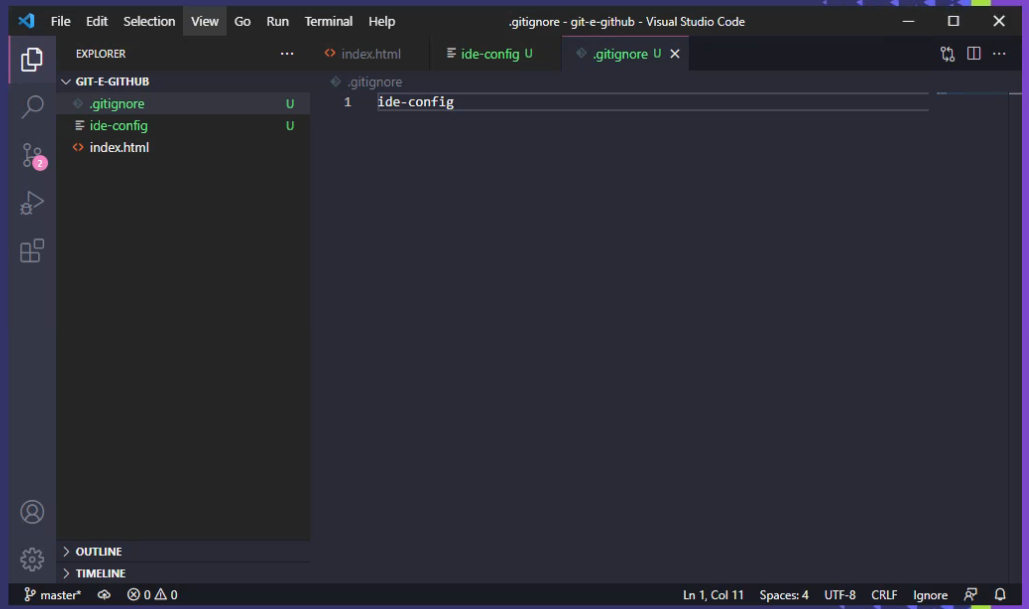 File Edit Selection View Go Run Terminal Help .gitignore - git-e-github - Visual Studio Code
EXPLORER
index.html
ide-config U
.gitignore U
GIT-E-GITHUB
.gitignore U
ide-config U
index.html
.gitignore
1 ide-config
2
OUTLINE
TIMELINE
master* 0 0 Ln 1, Col 11 Spaces: 4 UTF-8 CRLF Ignore